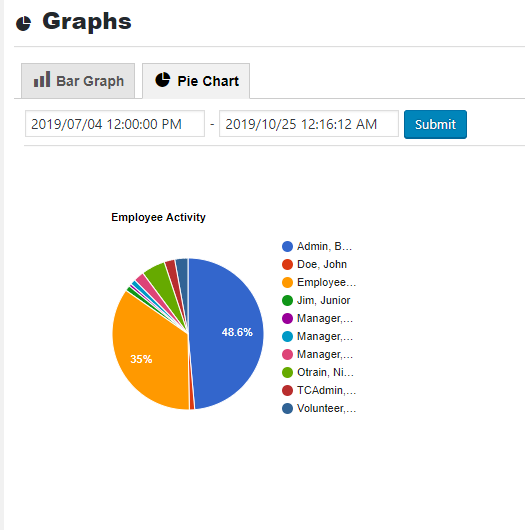 Graphs
Bar Graph
Pie Chart
2019/07/04 12:00:00 PM - 2019/10/25 12:16:12 AM Submit
Employee Activity
48.6%
35%
Admin, B...
Doe, John
Employee...
Jim, Junior
Manager,...
Manager,...
Manager,...
Otrain, Ni...
TCAdmin,...
Volunteer,...